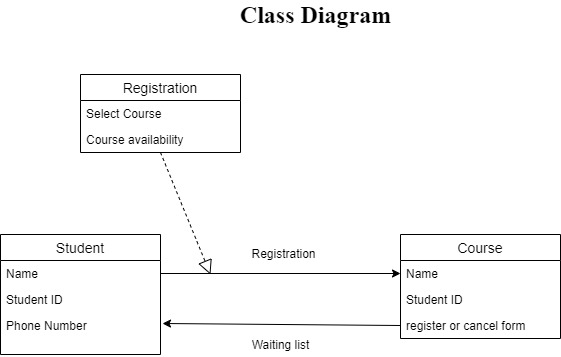 Class Diagram
Registration
Select Course
Course availability
Student
Name
Student ID
Phone Number
Registration
Waiting list
Course
Name
Student ID
register or cancel form